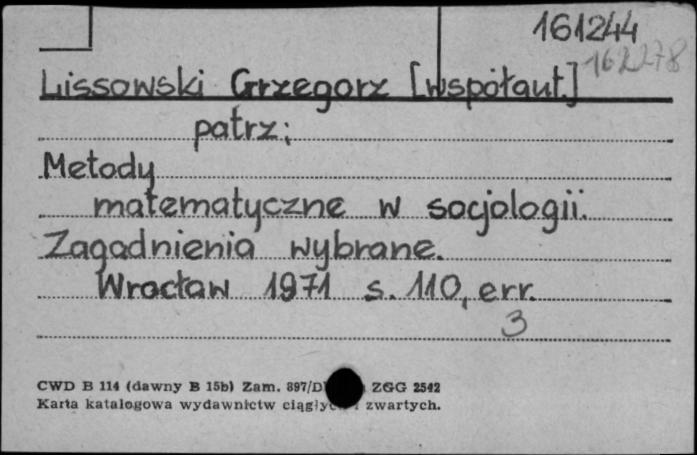 161244
162278
Lissowski Grzegorz [współaut.]
patrz;
Metody
matematyczne w socjologii.
Zagadnienia wybrane.
Wrocław 1971 s. 110, err.
3
CWD B 114 (dawny B 15b) Zam. 897/D ZGG 2542
Karta katalogowa wydawnictw i zwartych.